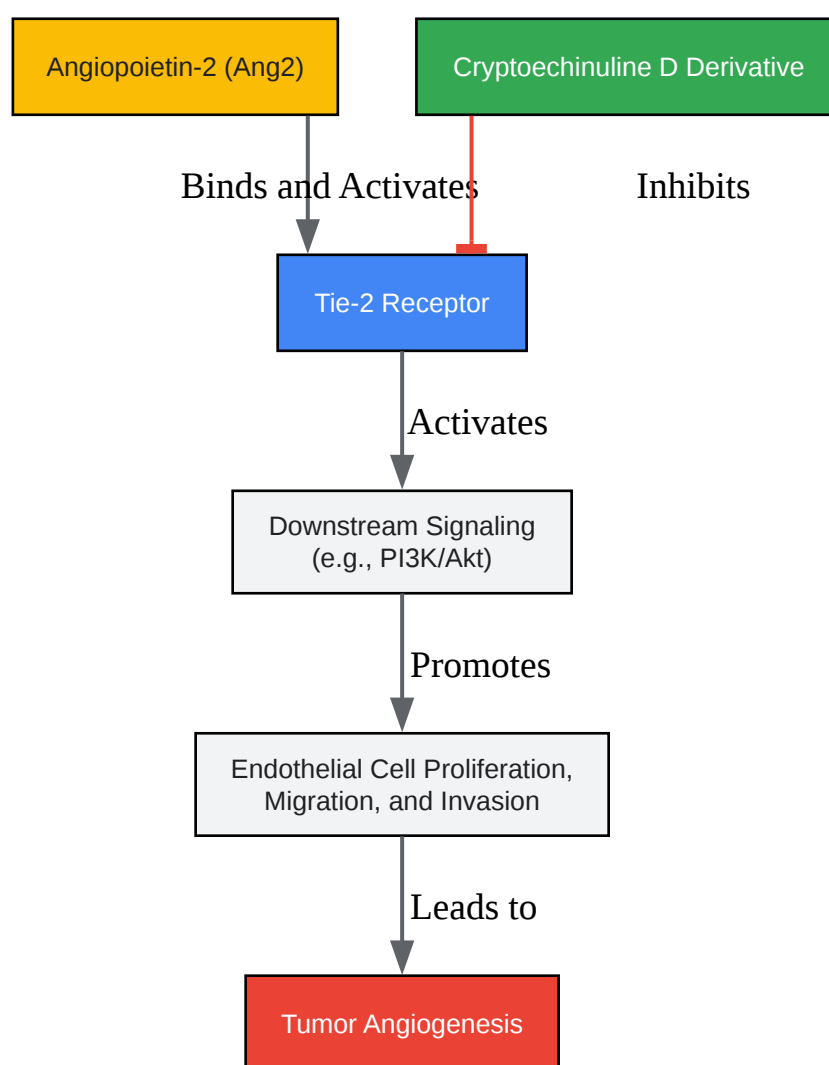 Angiopoietin-2 (Ang2)
Cryptoechinuline D Derivative
Binds and Activates
Inhibits
Tie-2 Receptor
Activates
Downstream Signaling
(e.g., PI3K/Akt)
Promotes
Endothelial Cell Proliferation,
Migration, and Invasion
Leads to
Tumor Angiogenesis